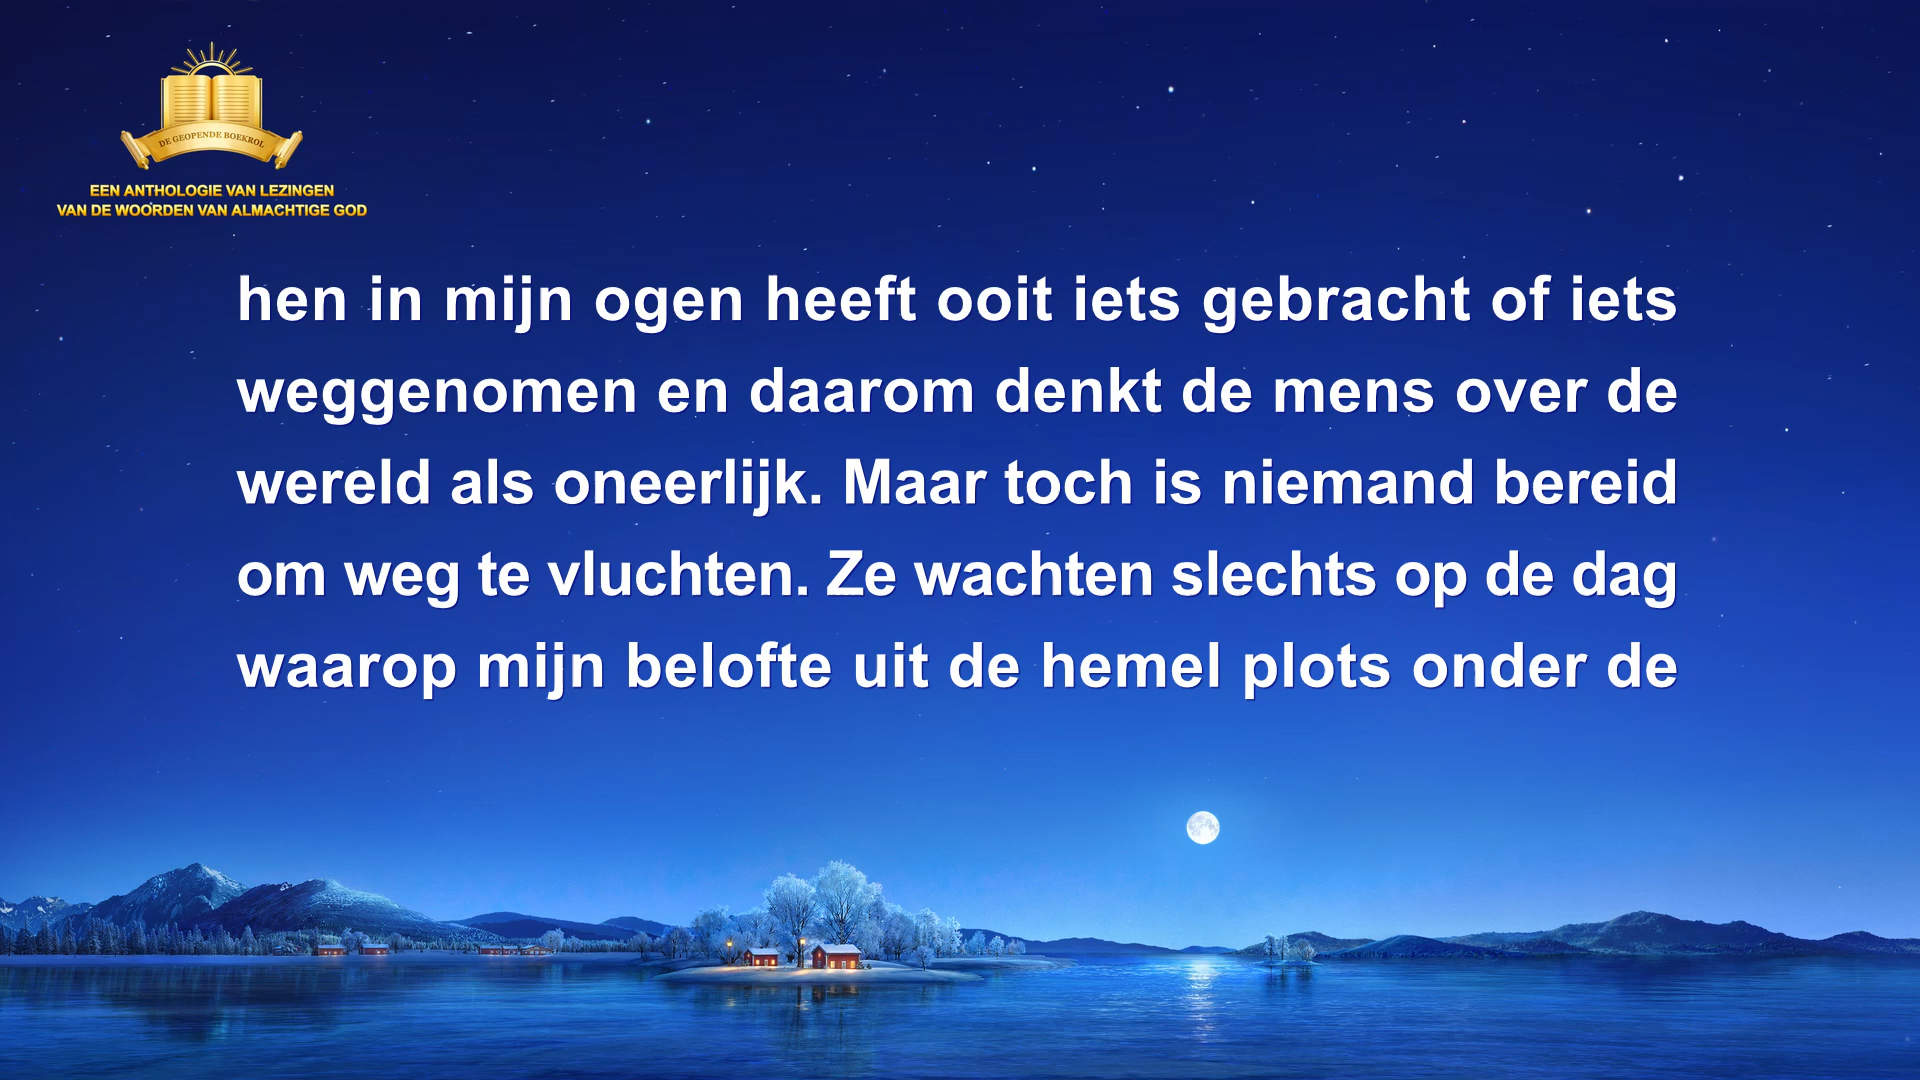 DE GEOPENDE BOEKROL
EEN ANTHOLOGIE VAN LEZINGEN
VAN DE WOORDEN VAN ALMACHTIGE GOD
hen in mijn ogen heeft ooit iets gebracht of iets
weggenomen en daarom denkt de mens over de
wereld als oneerlijk. Maar toch is niemand bereid
om weg te vluchten. Ze wachten slechts op de dag
waarop mijn belofte uit de hemel plots onder de